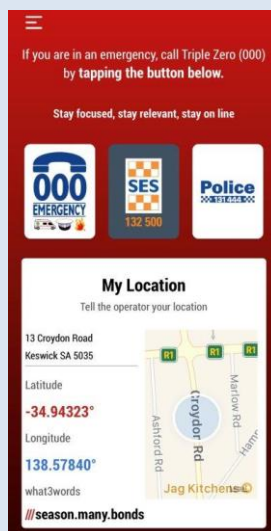 If you are in an emergency, call Triple Zero (000)
by tapping the button below.
Stay focused, stay relevant, stay on line
000
EMERGENCY
SES
132 500
Police
131 444
My Location
Tell the operator your location
13 Croydon Road
Keswick SA 5035
Latitude
-34.94323°
Longitude
138.57840°
what3words
///season.many.bonds
R1
R1
R1
Ashford Rd
Croydon Rd
Marlow Rd
Jag Kitchens